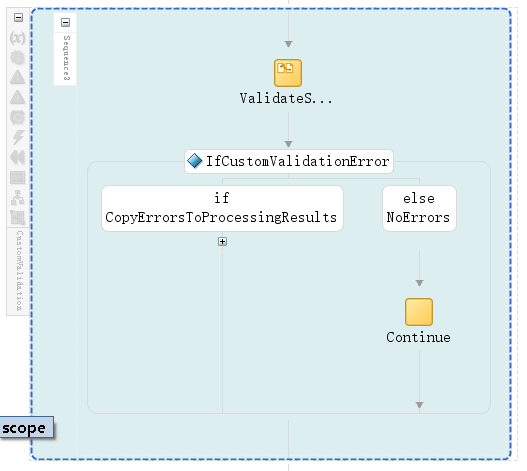 Sequence3
ValidateS...
IfCustomValidationError
if
CopyErrorsToProcessingResults
else
NoErrors
(x)
CustomValidation
Continue
scope